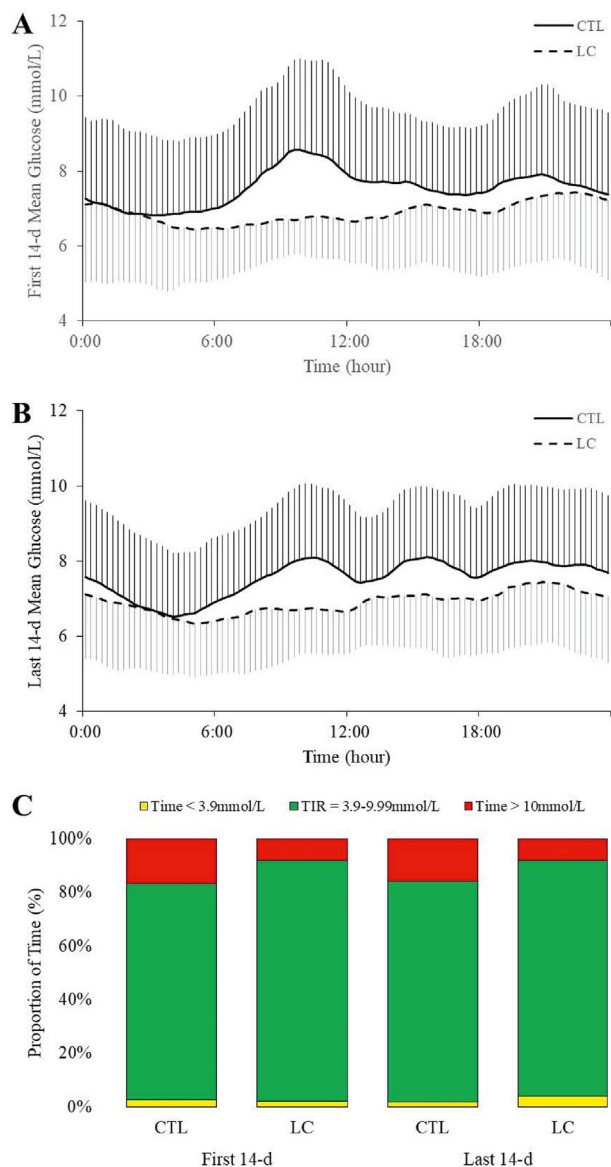 A
First 14-d Mean Glucose (mmol/L)
12
10
8
6
4
CTL
LC
0:00 6:00 12:00 18:00
Time (hour)
B
Last 14-d Mean Glucose (mmol/L)
12
10
8
6
4
CTL
LC
0:00 6:00 12:00 18:00
Time (hour)
C
Time < 3.9mmol/L TIR = 3.9-9.99mmol/L Time > 10mmol/L
Proportion of Time (%)
100%
80%
60%
40%
20%
0%
CTL LC CTL LC
First 14-d Last 14-d